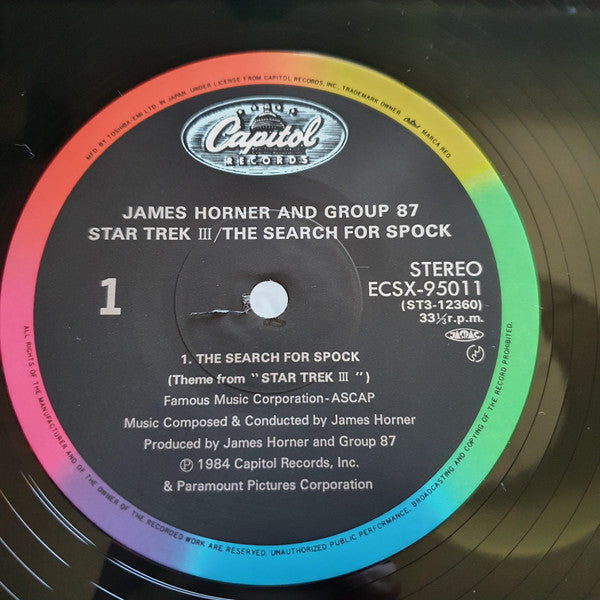 MFD. BY TOSHIBA EMI LTD. IN JAPAN. UNDER LICENSE FROM CAPITOL RECORDS, INC., TRADEMARK OWNER Capitol MARCA REG.
Capitol
RECORDS
JAMES HORNER AND GROUP 87
STAR TREK III/THE SEARCH FOR SPOCK
1
STEREO
ECSX-95011
(ST3-12360)
33⅓r.p.m.
JASRAC
1. THE SEARCH FOR SPOCK
(Theme from "STAR TREK III")
Famous Music Corporation-ASCAP
Music Composed & Conducted by James Horner
Produced by James Horner and Group 87
Ⓟ 1984 Capitol Records, Inc.
& Paramount Pictures Corporation
ALL RIGHTS OF THE MANUFACTURER AND OF THE OWNER OF THE RECORDED WORK ARE RESERVED. UNAUTHORIZED PUBLIC PERFORMANCE, BROADCASTING AND COPYING OF THE RECORD PROHIBITED.